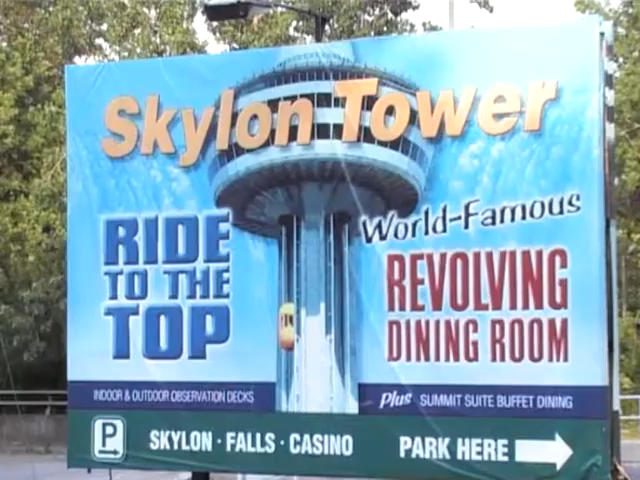 Skylon Tower
RIDE
TO THE
TOP
World-Famous
REVOLVING
DINING ROOM
INDOOR & OUTDOOR OBSERVATION DECKS
Plus SUMMIT SUITE BUFFET DINING
P SKYLON · FALLS · CASINO PARK HERE